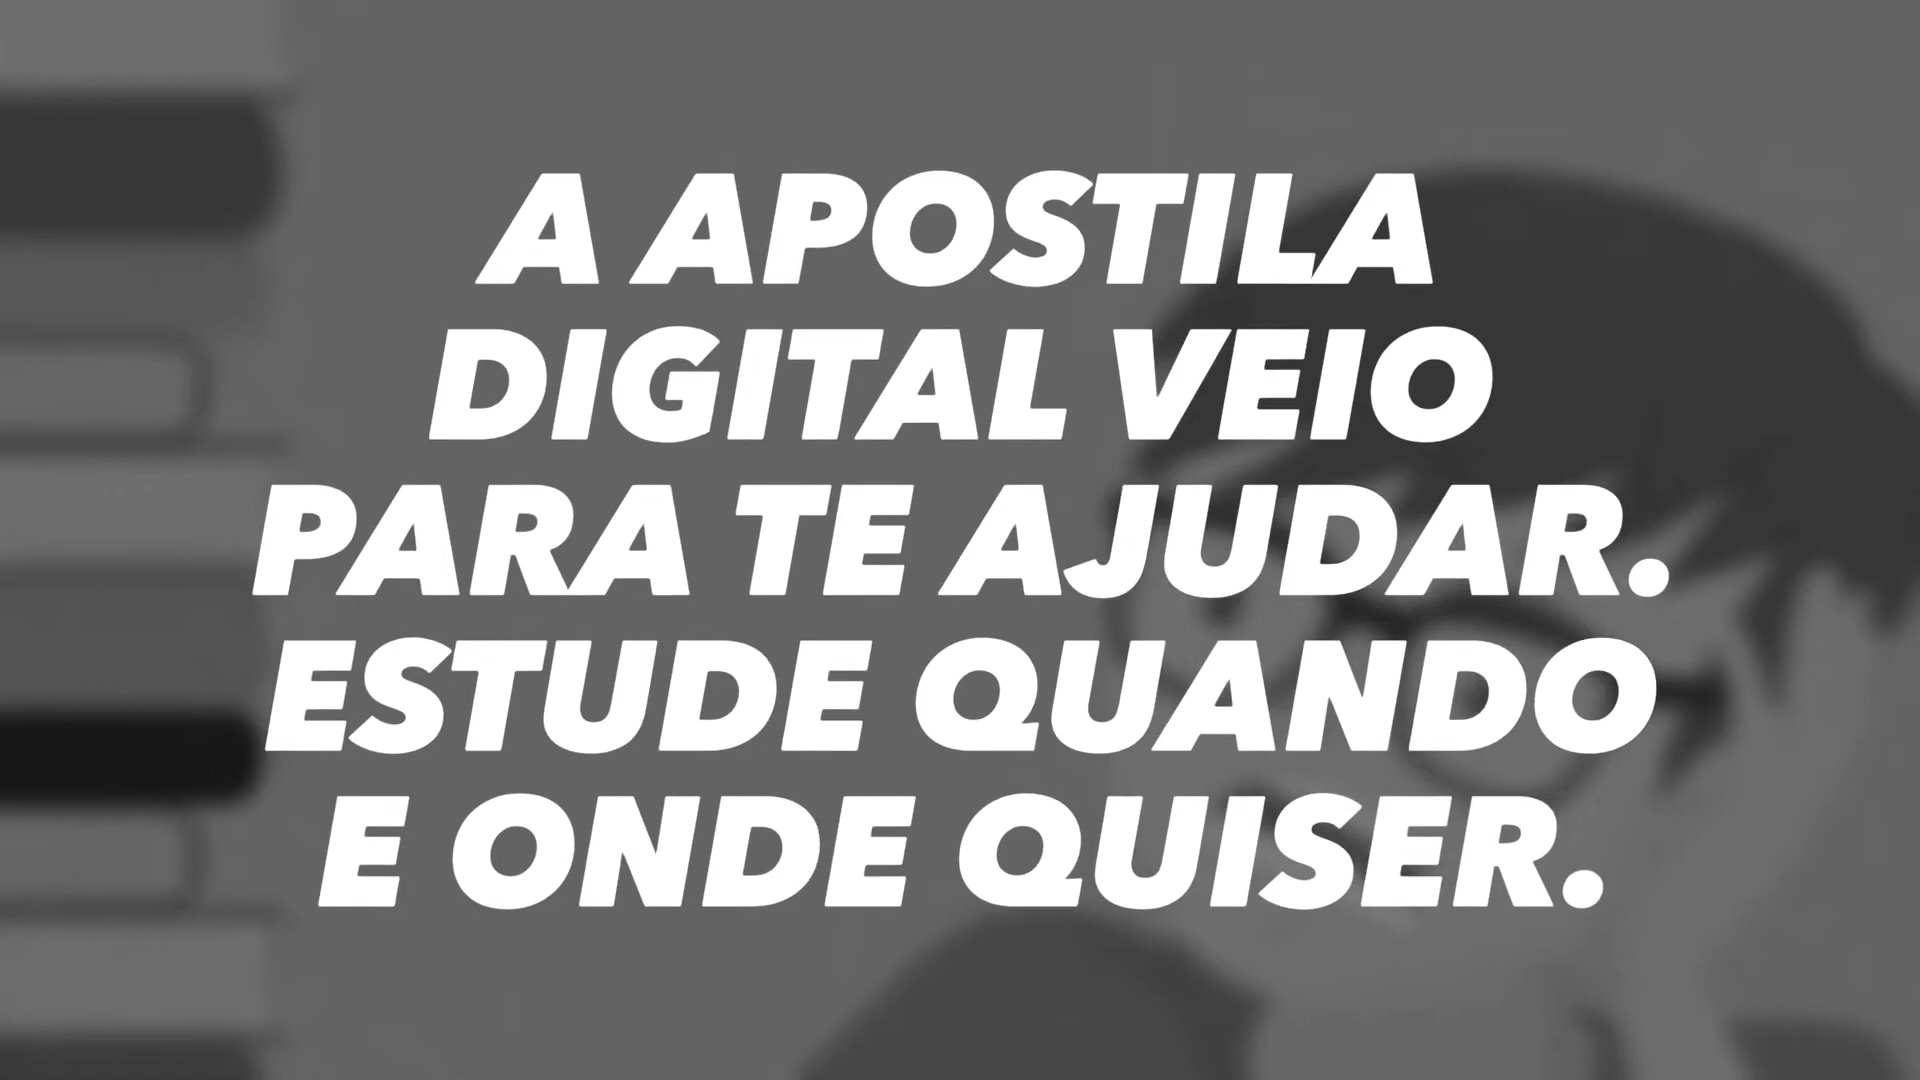 A APOSTILA
DIGITAL VEIO
PARA TE AJUDAR.
ESTUDE QUANDO
E ONDE QUISER.